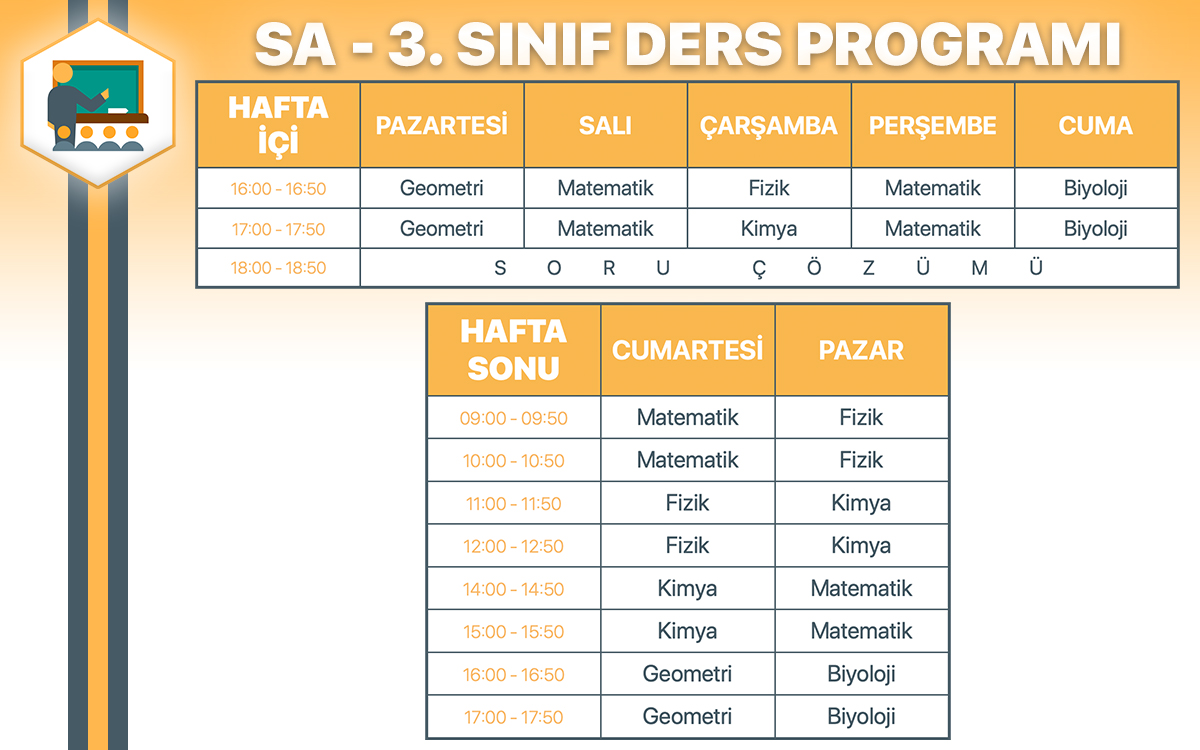 SA - 3. SINIF DERS PROGRAMI
HAFTA İÇİ PAZARTESİ SALI ÇARŞAMBA PERŞEMBE CUMA
16:00 - 16:50 Geometri Matematik Fizik Matematik Biyoloji
17:00 - 17:50 Geometri Matematik Kimya Matematik Biyoloji
18:00 - 18:50 S O R U Ç Ö Z Ü M Ü
HAFTA SONU CUMARTESİ PAZAR
09:00 - 09:50 Matematik Fizik
10:00 - 10:50 Matematik Fizik
11:00 - 11:50 Fizik Kimya
12:00 - 12:50 Fizik Kimya
14:00 - 14:50 Kimya Matematik
15:00 - 15:50 Kimya Matematik
16:00 - 16:50 Geometri Biyoloji
17:00 - 17:50 Geometri Biyoloji